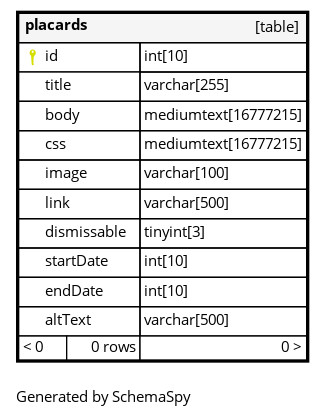 placards [table]
id int[10]
title varchar[255]
body mediumtext[16777215]
css mediumtext[16777215]
image varchar[100]
link varchar[500]
dismissable tinyint[3]
startDate int[10]
endDate int[10]
altText varchar[500]
< 0 0 rows 0 >
Generated by SchemaSpy